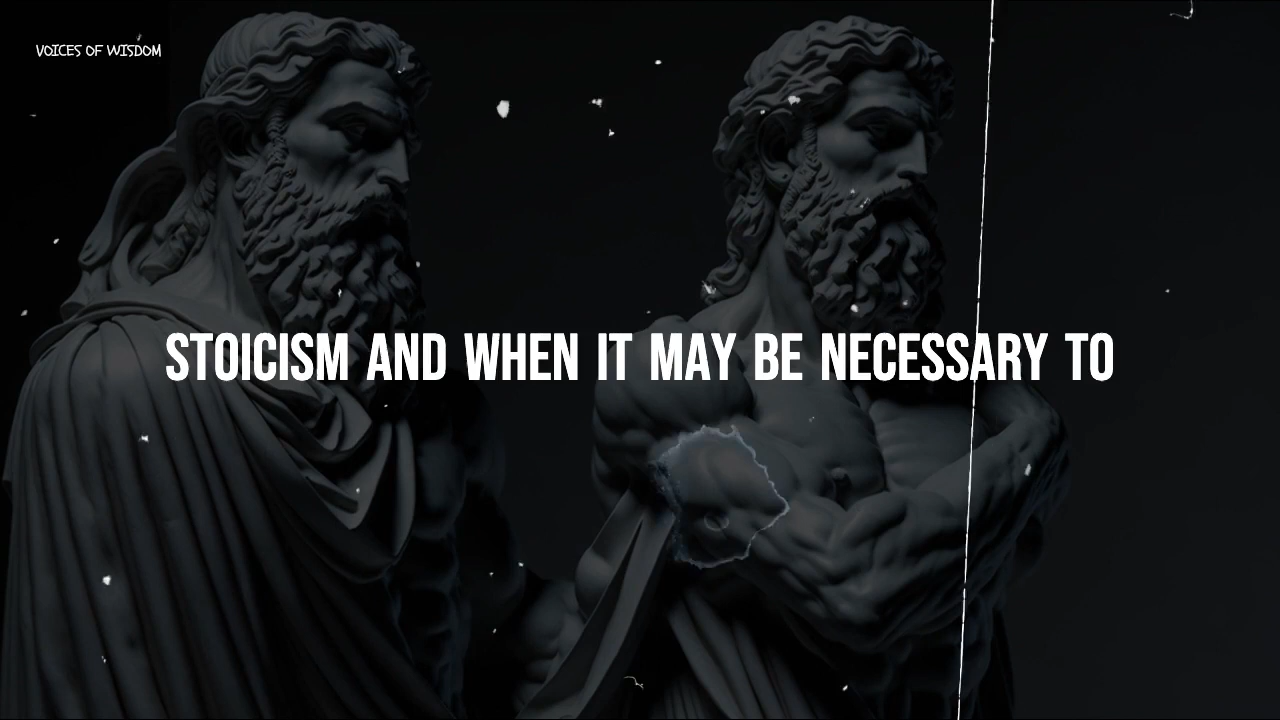 VOICES OF WISDOM
STOICISM AND WHEN IT MAY BE NECESSARY TO